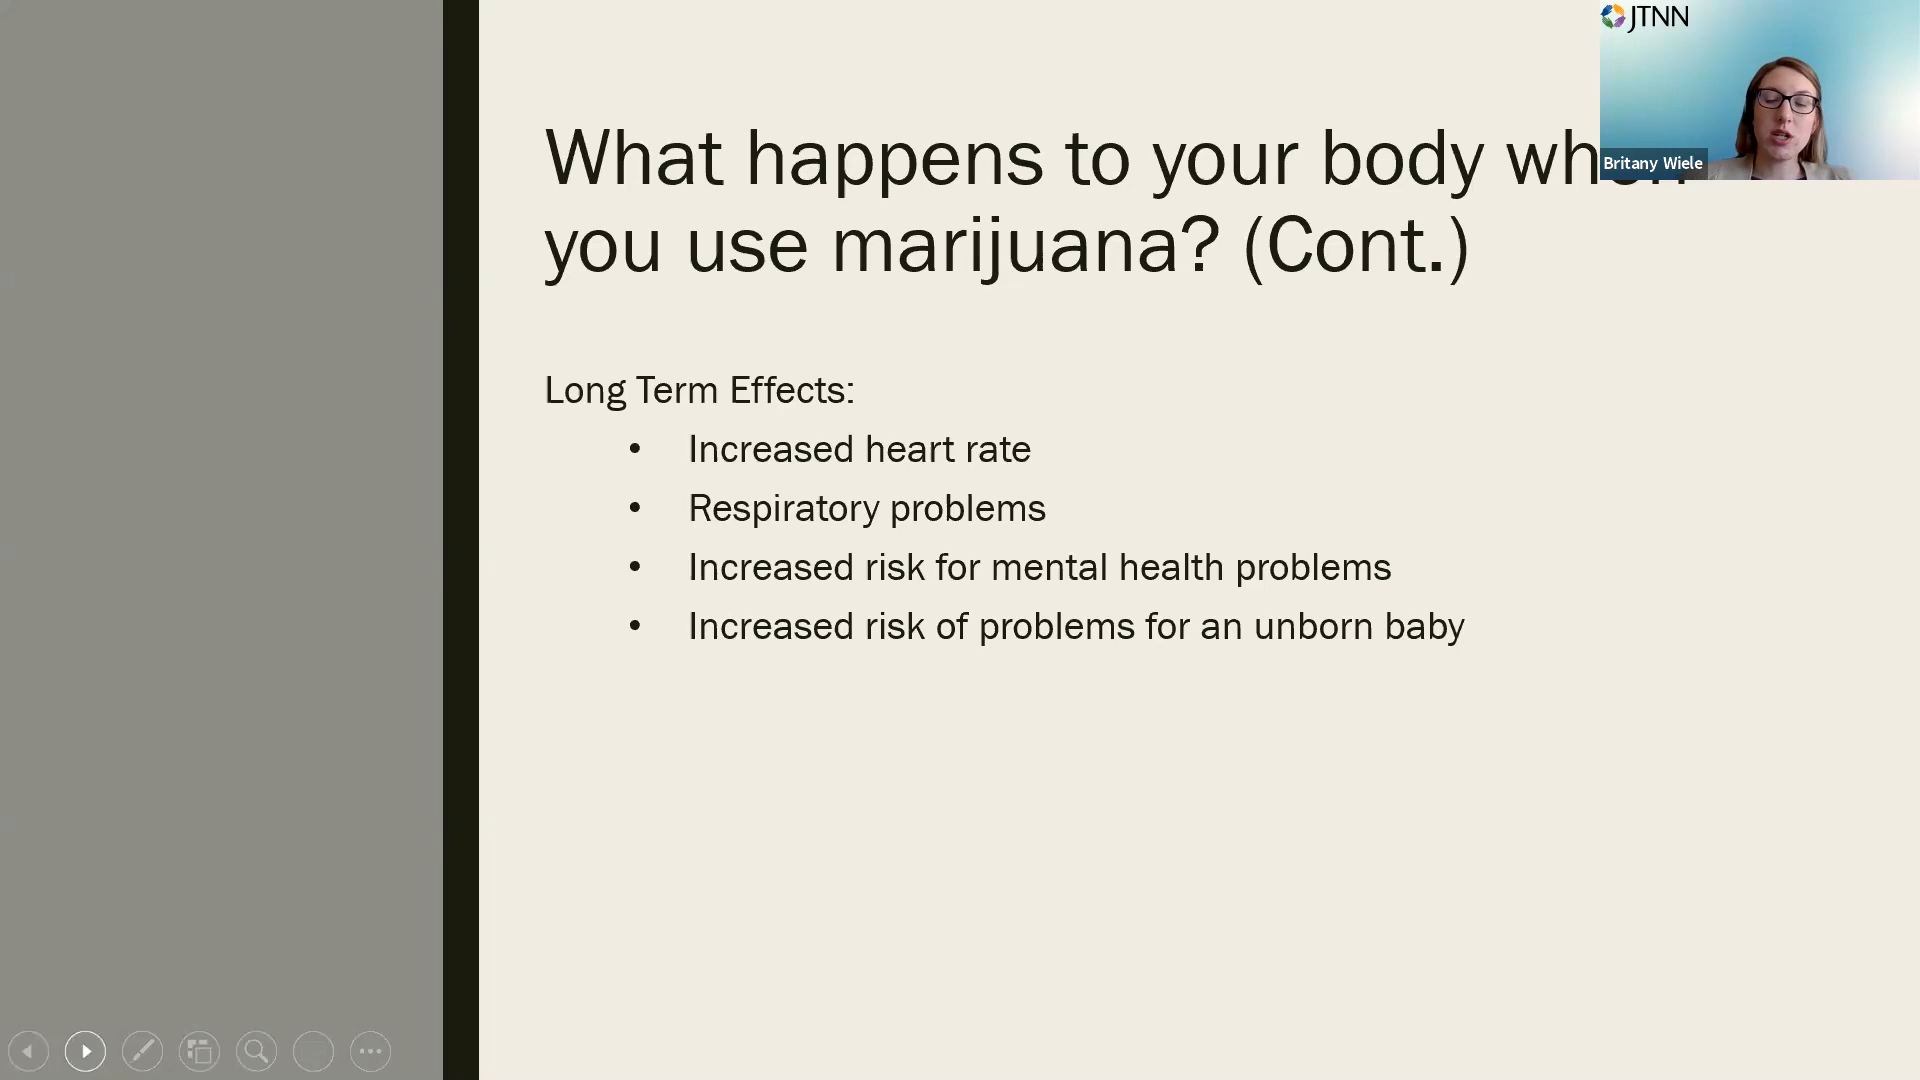 JTNN
What happens to your body wh
you use marijuana? (Cont.)
Britany Wiele
Long Term Effects:
• Increased heart rate
• Respiratory problems
• Increased risk for mental health problems
• Increased risk of problems for an unborn baby